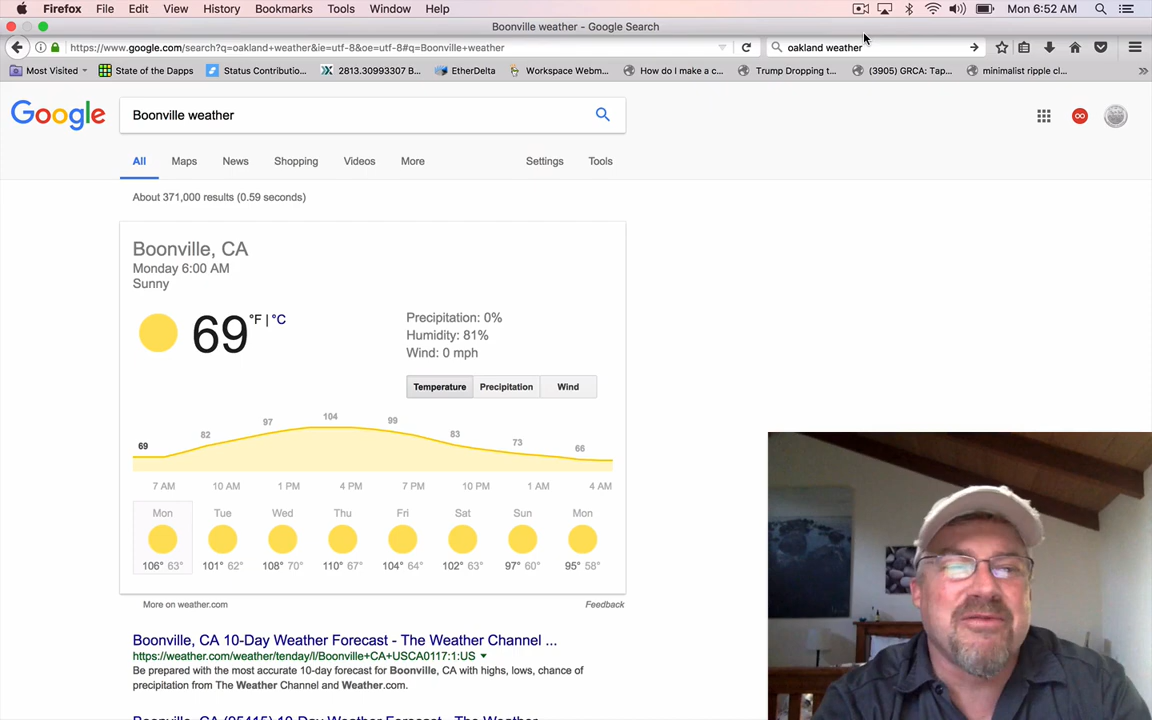 Firefox File Edit View History Bookmarks Tools Window Help Mon 6:52 AM
Boonville weather - Google Search
https://www.google.com/search?q=oakland+weather&ie=utf-8&oe=utf-8#q=Boonville+weather oakland weather
Most Visited State of the Dapps Status Contributio... 2813.30997307 B... EtherDelta Workspace Webm... How do I make a c... Trump Dropping t... (3905) GRCA: Tap... minimalist ripple cl...
Google Boonville weather
All Maps News Shopping Videos More Settings Tools
About 371,000 results (0.59 seconds)
Boonville, CA
Monday 6:00 AM
Sunny
69 °F | °C
Precipitation: 0%
Humidity: 81%
Wind: 0 mph
Temperature Precipitation Wind
69 82 97 104 99 83 73 66
7 AM 10 AM 1 PM 4 PM 7 PM 10 PM 1 AM 4 AM
Mon Tue Wed Thu Fri Sat Sun Mon
106° 63° 101° 62° 108° 70° 110° 67° 104° 64° 102° 63° 97° 60° 95° 58°
More on weather.com Feedback
Boonville, CA 10-Day Weather Forecast - The Weather Channel ...
https://weather.com/weather/tenday/l/Boonville+CA+USCA0117:1:US
Be prepared with the most accurate 10-day forecast for Boonville, CA with highs, lows, chance of
precipitation from The Weather Channel and Weather.com.
Boonville, CA (95415) 10-Day Weather Forecast - The Weather